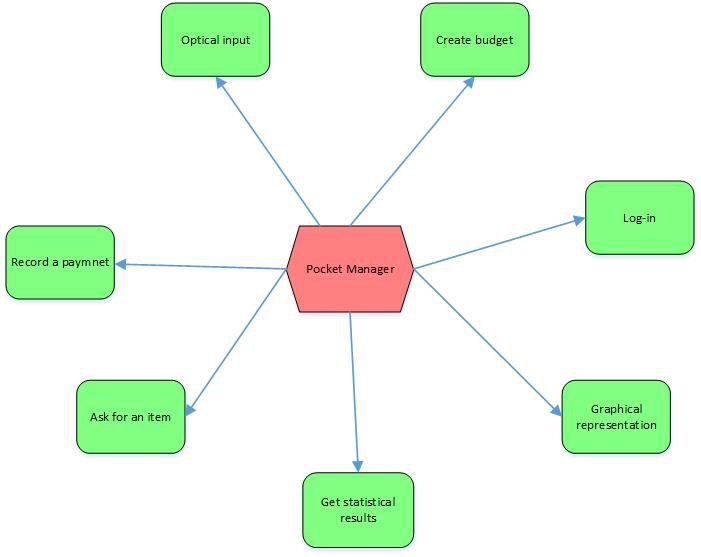 Optical input
Create budget
Log-in
Record a paymnet
Pocket Manager
Ask for an item
Graphical
representation
Get statistical
results